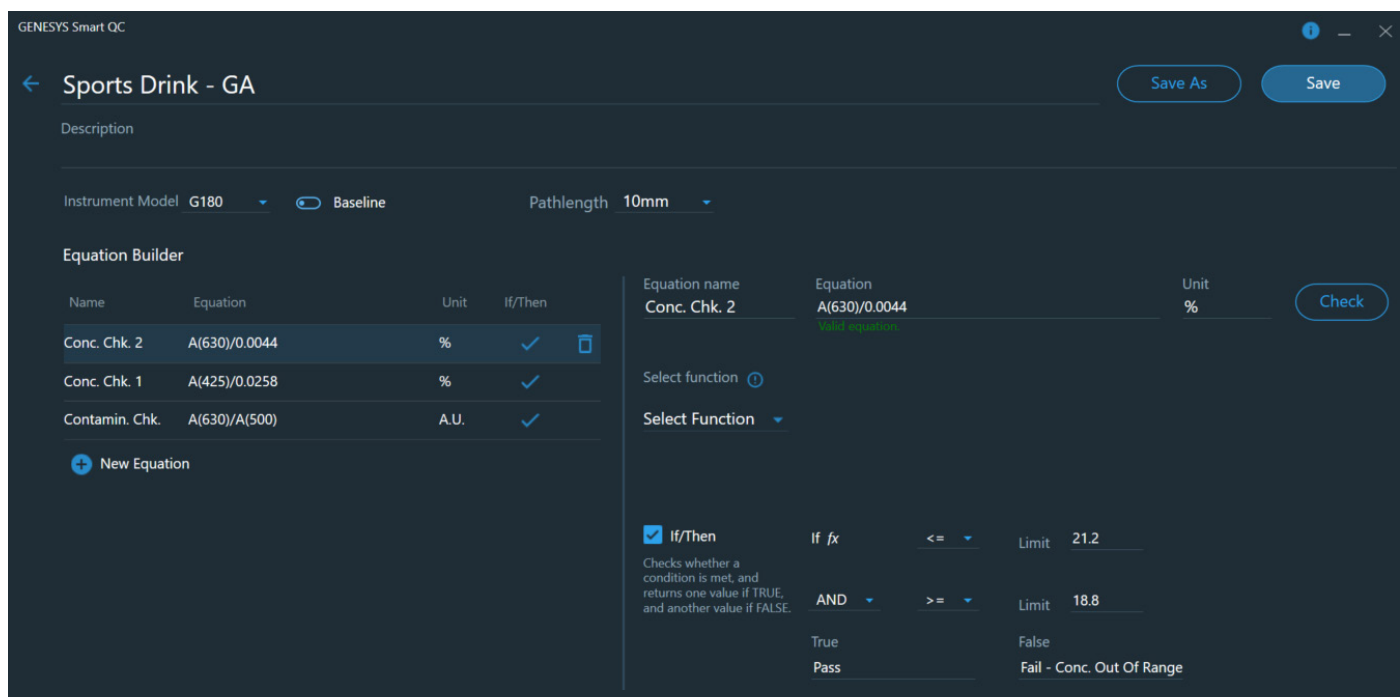 GENESYS Smart QC
Sports Drink - GA
Save As
Save
Description
Instrument Model G180 Baseline Pathlength 10mm
Equation Builder
Name Equation Unit If/Then
Conc. Chk. 2 A(630)/0.0044 %
Conc. Chk. 1 A(425)/0.0258 %
Contamin. Chk. A(630)/A(500) A.U.
New Equation
Equation name Equation Unit
Conc. Chk. 2 A(630)/0.0044 % Check
Valid equation.
Select function
Select Function
If/Then If fx <= Limit 21.2
Checks whether a
condition is met, and
returns one value if TRUE,
and another value if FALSE.
AND >= Limit 18.8
True False
Pass Fail - Conc. Out Of Range